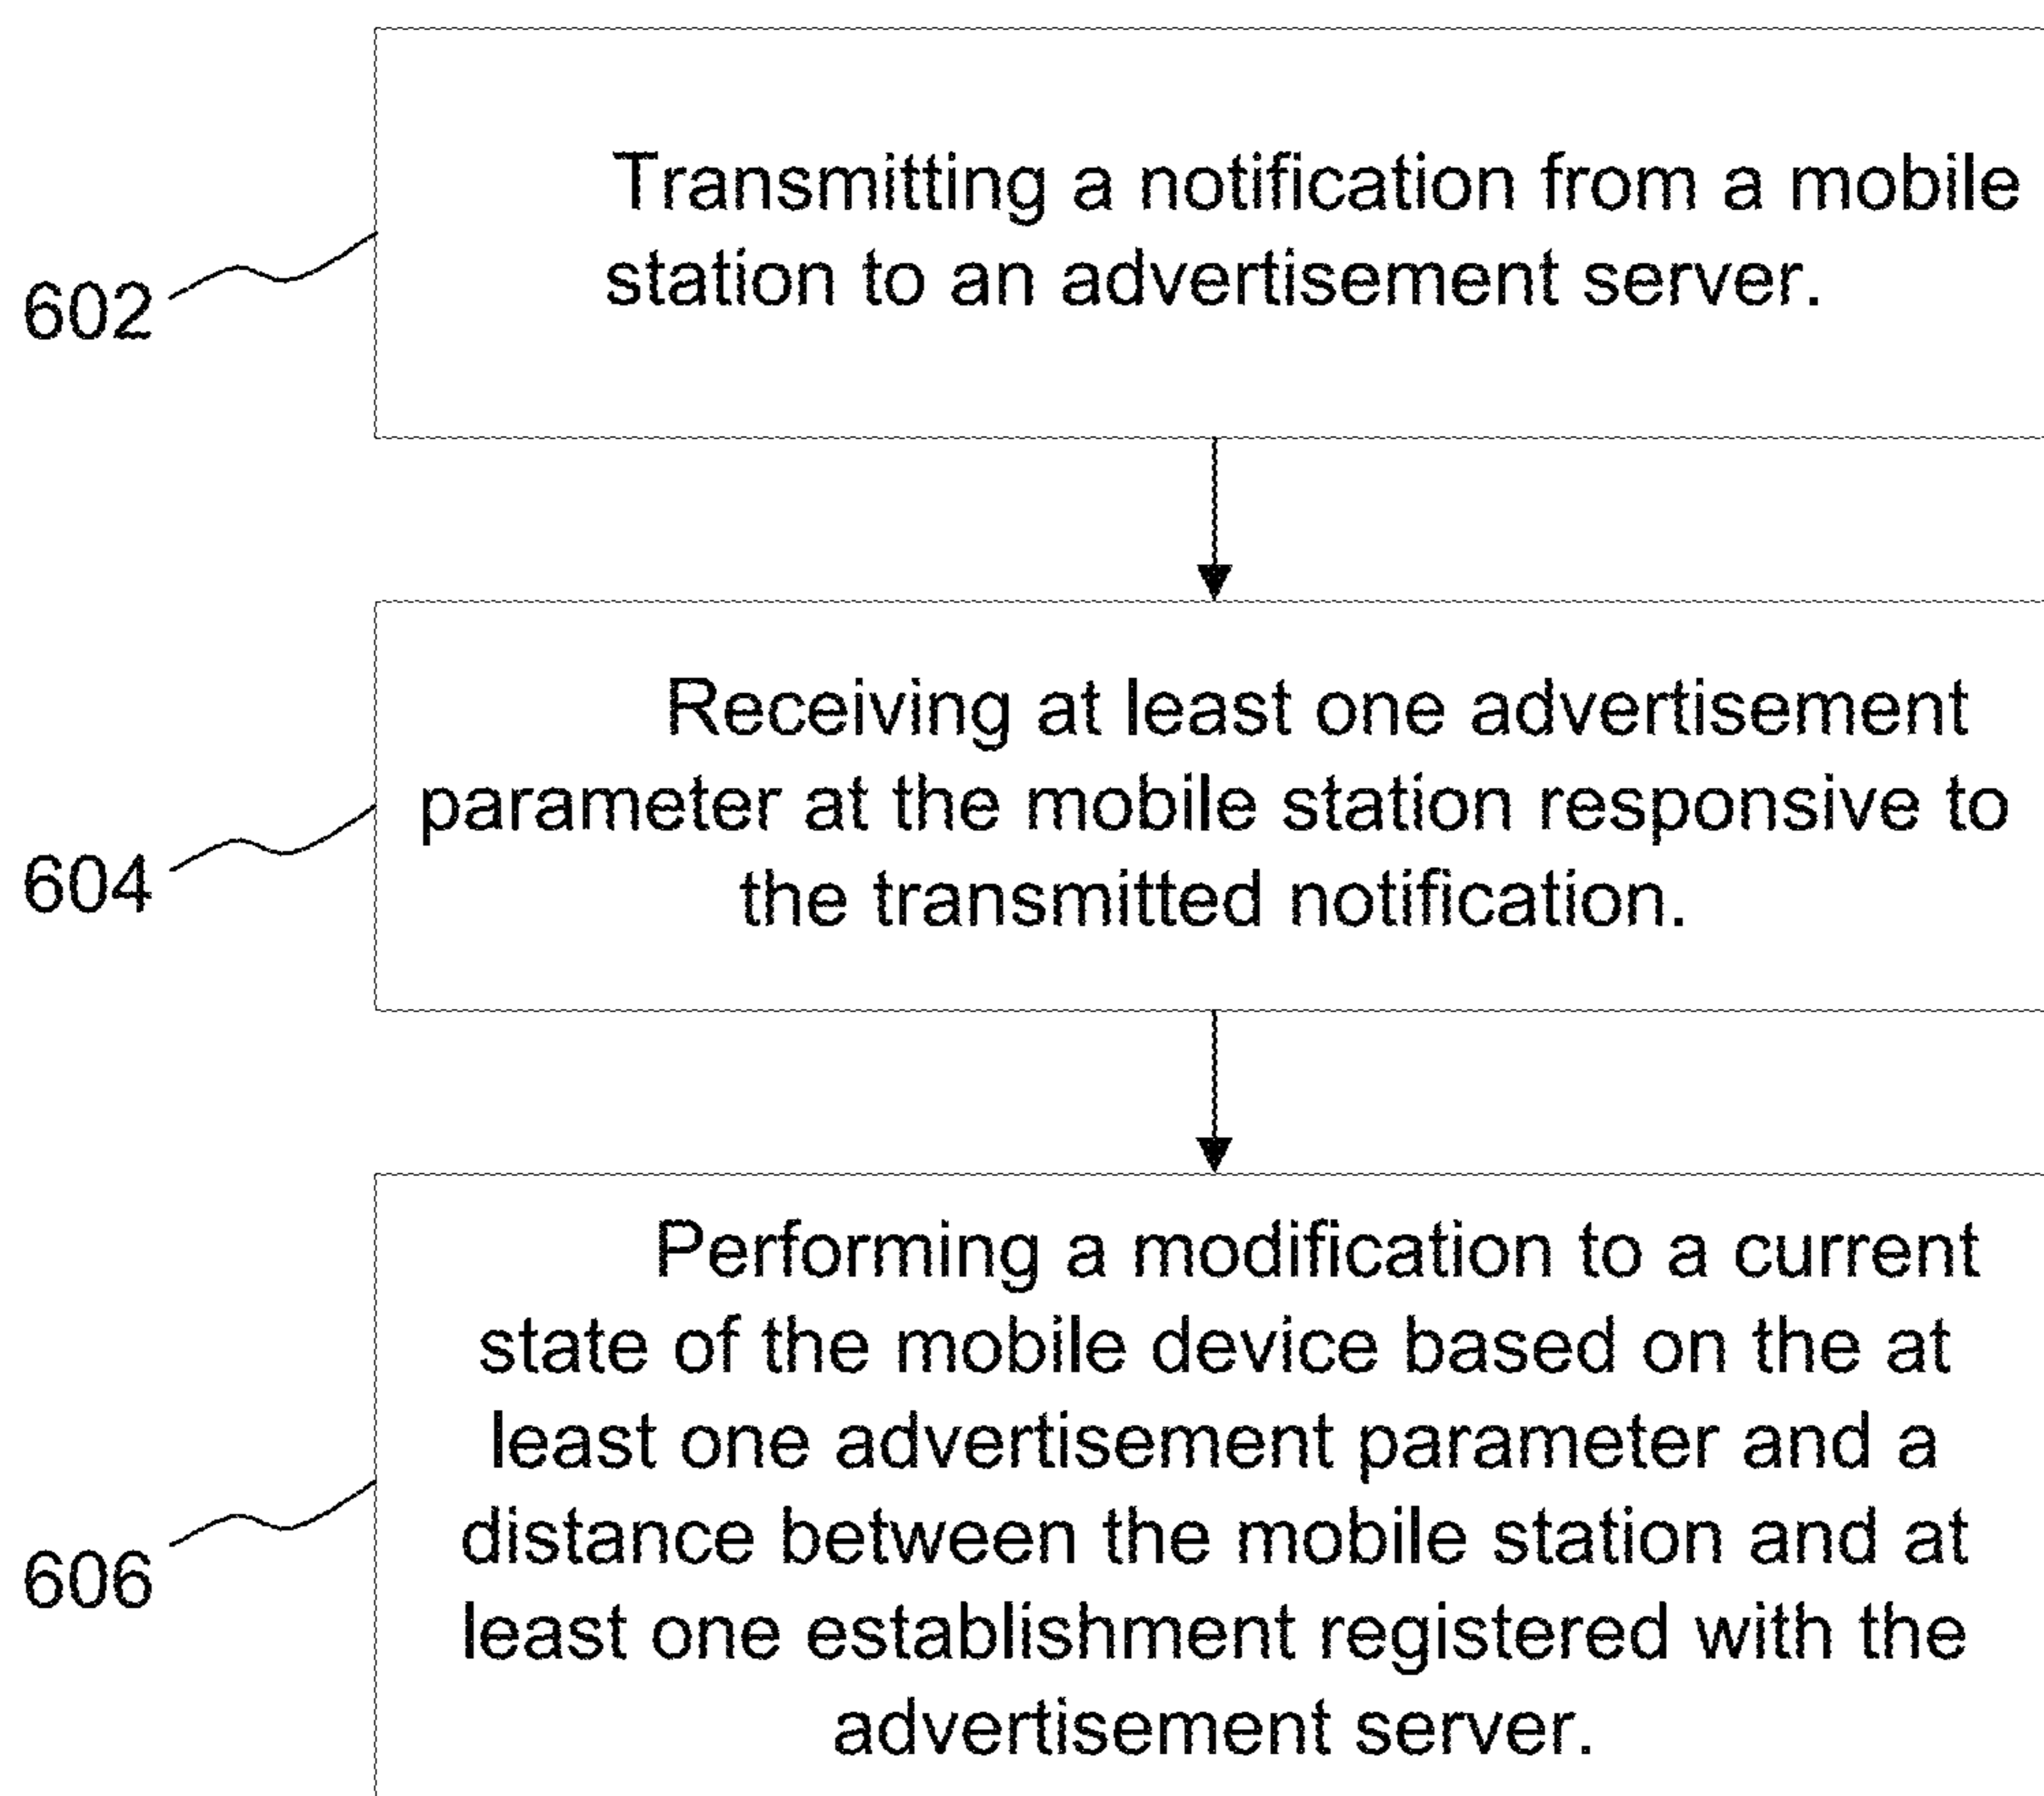 Transmitting a notification from a mobile
station to an advertisement server.
602
Receiving at least one advertisement
parameter at the mobile station responsive to
the transmitted notification.
604
Performing a modification to a current
state of the mobile device based on the at
least one advertisement parameter and a
distance between the mobile station and at
least one establishment registered with the
advertisement server.
606